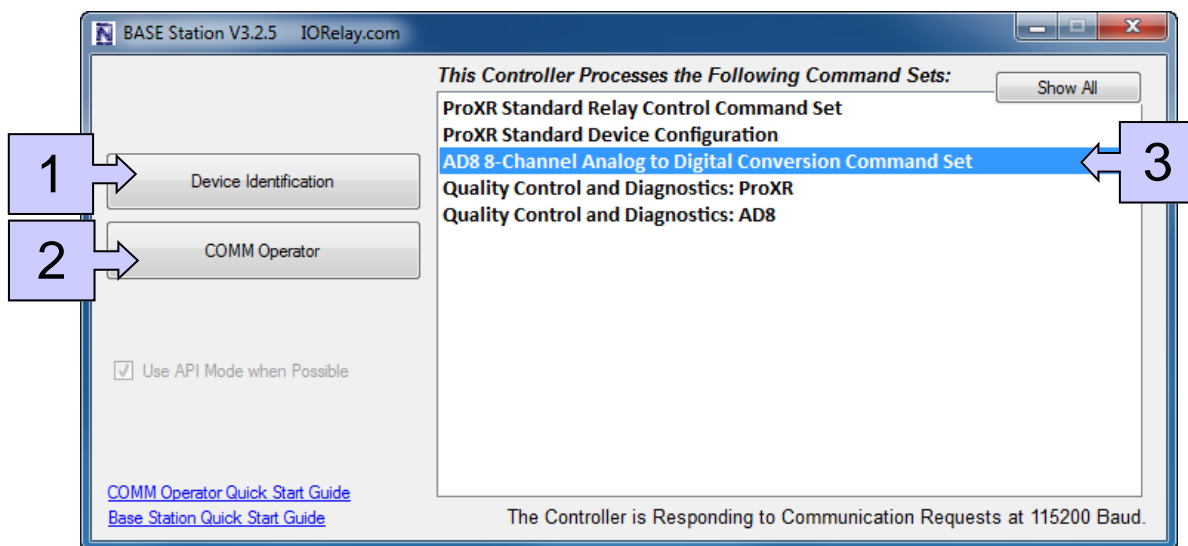 BASE Station V3.2.5 IORelay.com
This Controller Processes the Following Command Sets:
Show All
ProXR Standard Relay Control Command Set
ProXR Standard Device Configuration
AD8 8-Channel Analog to Digital Conversion Command Set
Quality Control and Diagnostics: ProXR
Quality Control and Diagnostics: AD8
1
Device Identification
2
COMM Operator
3
Use API Mode when Possible
COMM Operator Quick Start Guide
Base Station Quick Start Guide
The Controller is Responding to Communication Requests at 115200 Baud.